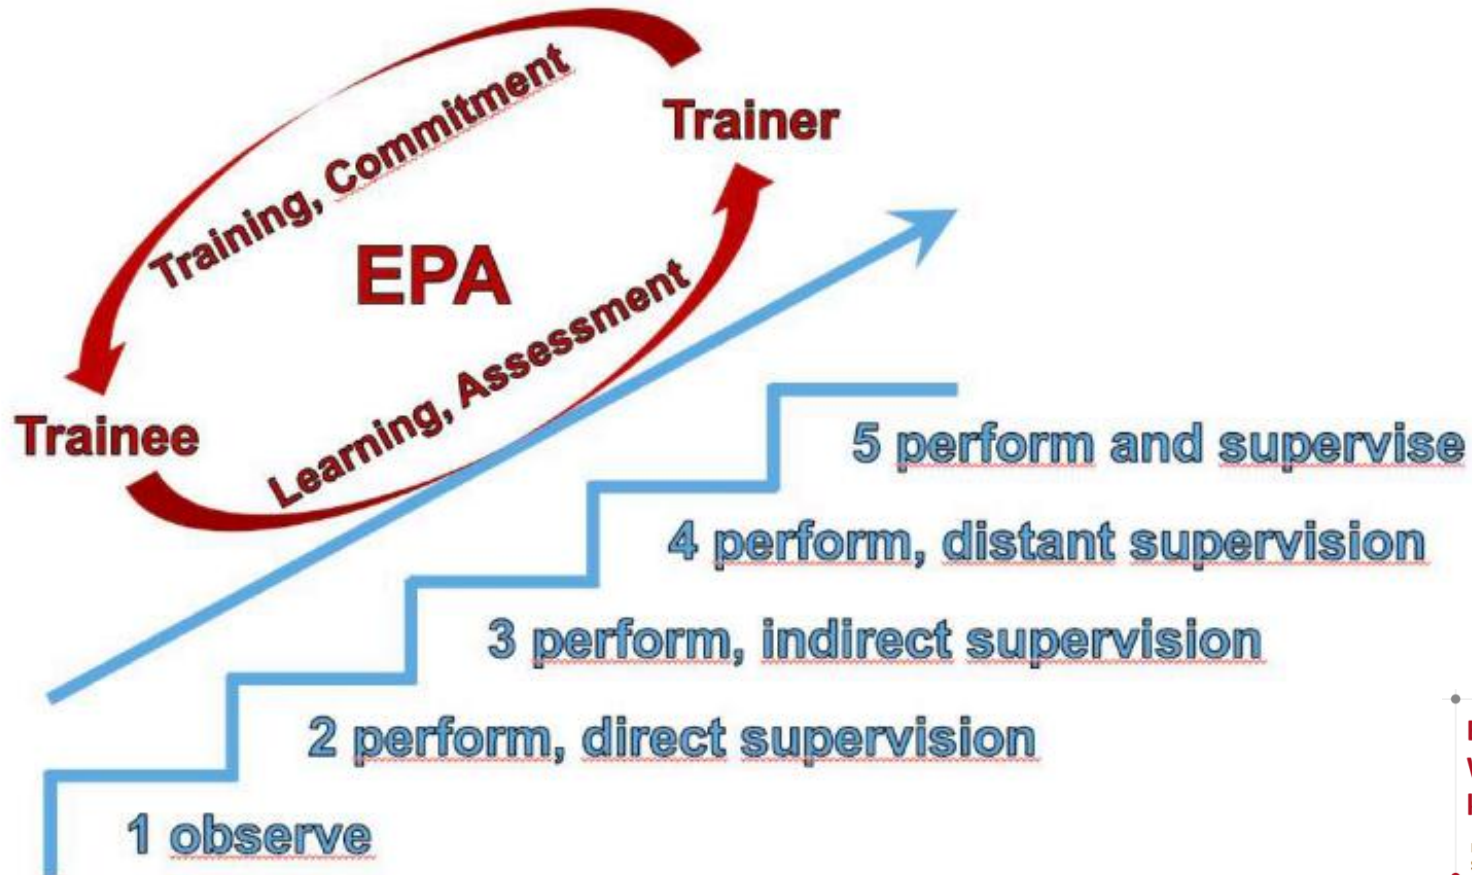 Training, Commitment
Trainer
EPA
Learning, Assessment
Trainee
5 perform and supervise
4 perform, distant supervision
3 perform, indirect supervision
2 perform, direct supervision
1 observe